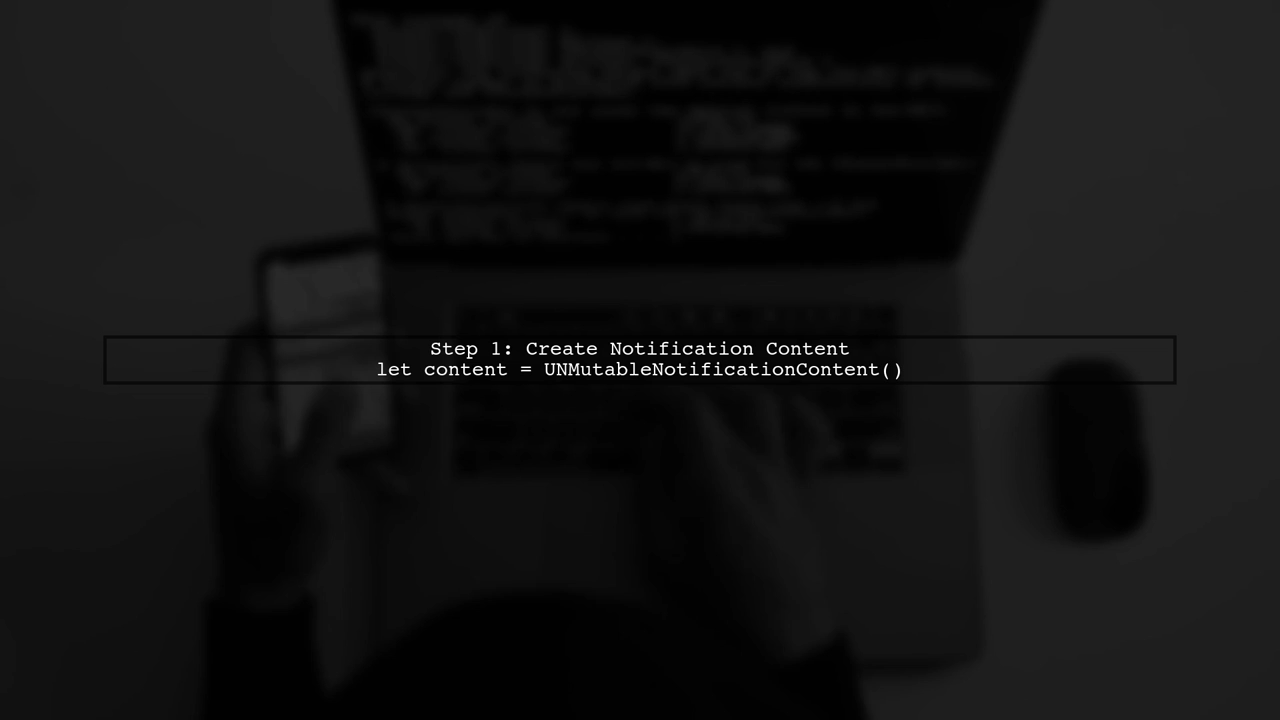 Step 1: Create Notification Content
let content = UNMutableNotificationContent()